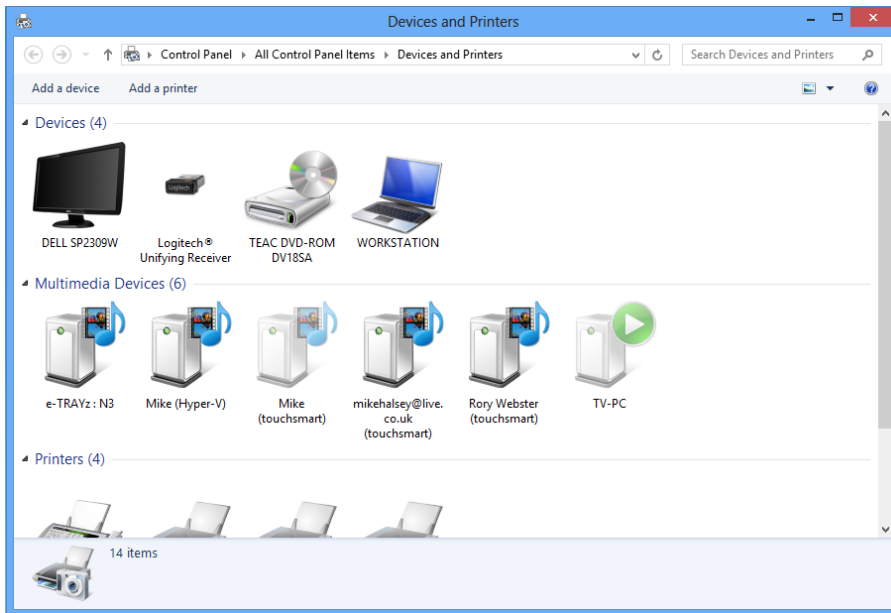 Devices and Printers
Control Panel All Control Panel Items Devices and Printers
Search Devices and Printers
Add a device Add a printer
Devices (4)
Logitech
DELL SP2309W
Logitech®
Unifying Receiver
TEAC DVD-ROM
DV18SA
WORKSTATION
Multimedia Devices (6)
e-TRAYz : N3
Mike (Hyper-V)
Mike
(touchsmart)
mikehalsey@live.
co.uk
(touchsmart)
Rory Webster
(touchsmart)
TV-PC
Printers (4)
14 items